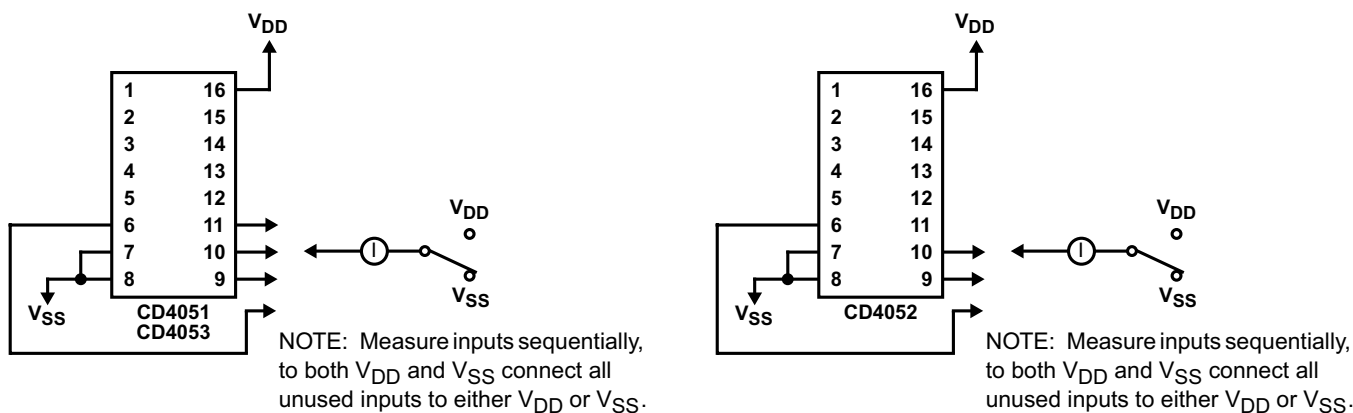 VDD
1 16
2 15
3 14
4 13
5 12
6 11
7 10
8 9
VSS
CD4051
CD4053
I
VDD
VSS
NOTE: Measure inputs sequentially,
to both VDD and VSS connect all
unused inputs to either VDD or VSS.
VDD
1 16
2 15
3 14
4 13
5 12
6 11
7 10
8 9
VSS
CD4052
I
VDD
VSS
NOTE: Measure inputs sequentially,
to both VDD and VSS connect all
unused inputs to either VDD or VSS.